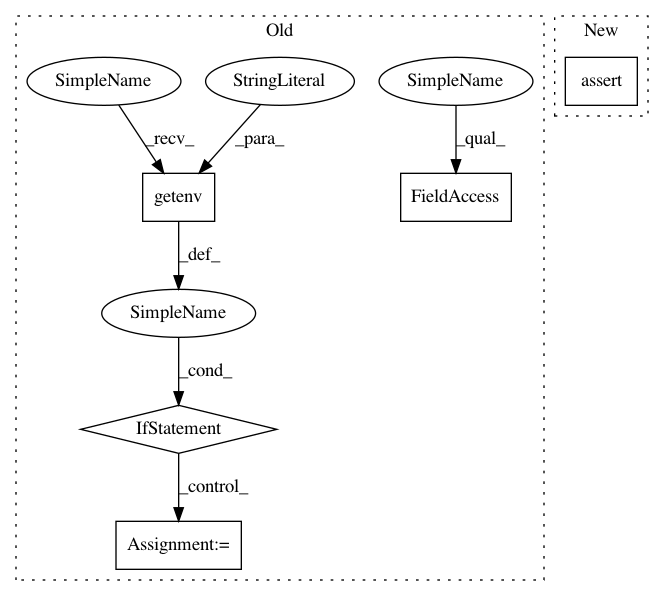 Old
New
SimpleName
StringLiteral
SimpleName
assert
_recv_
_para_
_qual_
getenv
FieldAccess
_def_
SimpleName
_cond_
IfStatement
_control_
Assignment:=